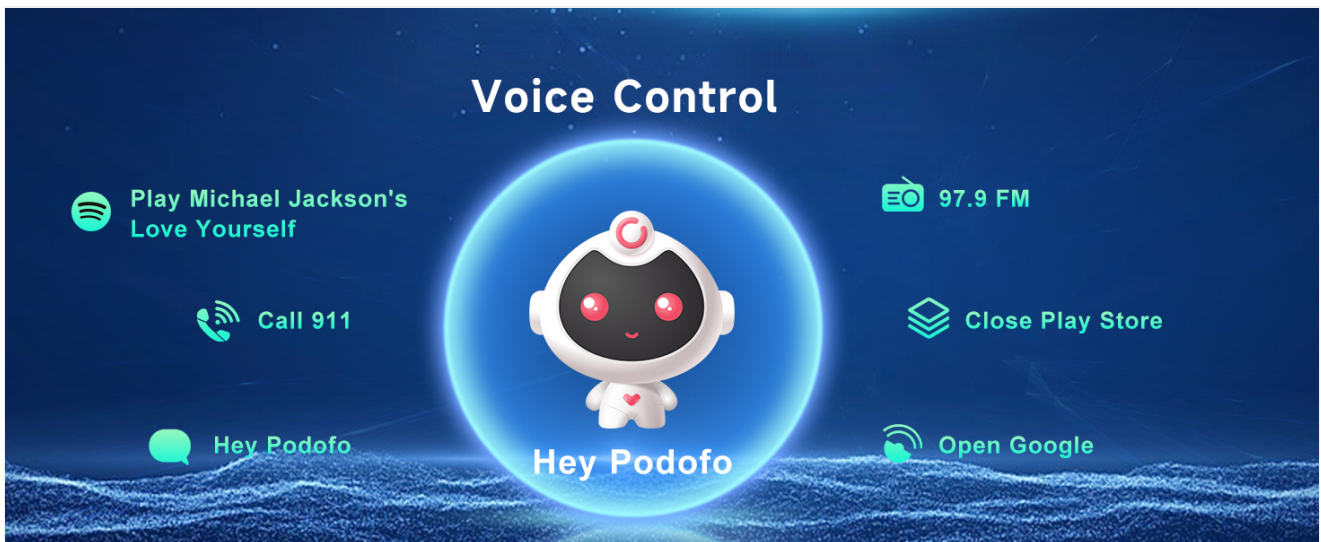 Voice Control
Play Michael Jackson's
Love Yourself
97.9 FM
Call 911
Close Play Store
Hey Podofo
Open Google
Hey Podofo